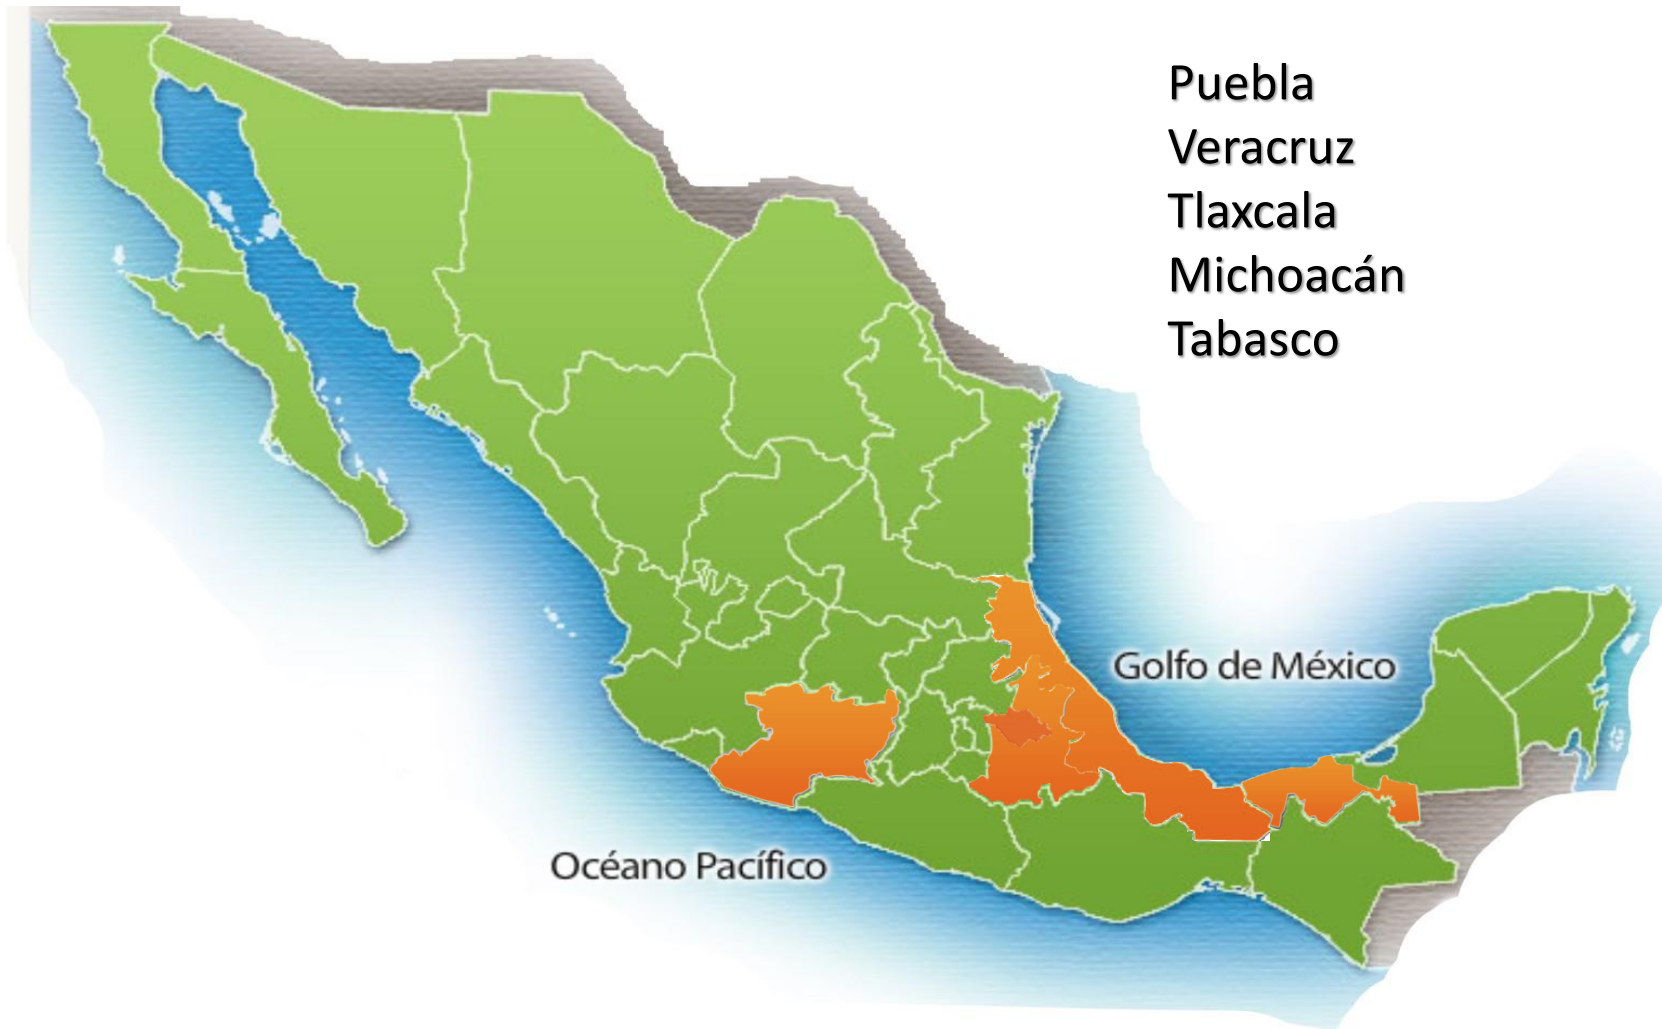 Puebla
Veracruz
Tlaxcala
Michoacán
Tabasco
Golfo de México
Océano Pacífico